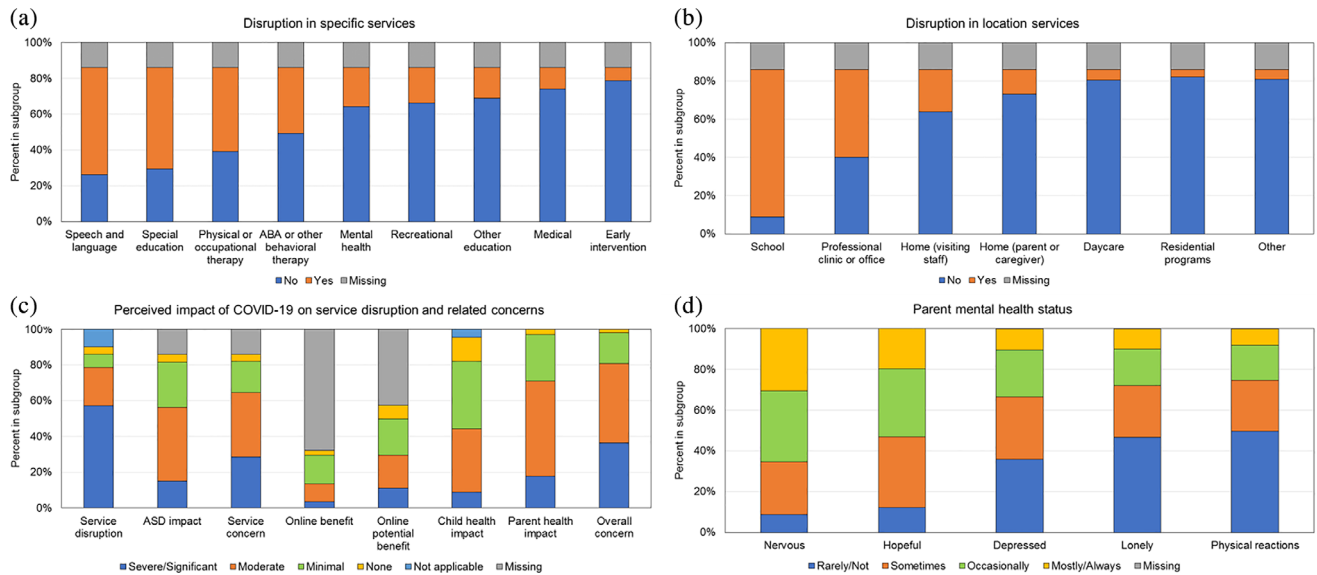 (a)
Disruption in specific services
Percent in subgroup
100%
80%
60%
40%
20%
0%
Speech and language
Special education
Physical or occupational therapy
ABA or other behavioral therapy
Mental health
Recreational
Other education
Medical
Early intervention
No Yes Missing
(b)
Disruption in location services
Percent in subgroup
100%
80%
60%
40%
20%
0%
School
Professional clinic or office
Home (visiting staff)
Home (parent or caregiver)
Daycare
Residential programs
Other
No Yes Missing
(c)
Perceived impact of COVID-19 on service disruption and related concerns
Percent in subgroup
100%
80%
60%
40%
20%
0%
Service disruption
ASD impact
Service concern
Online benefit
Online potential benefit
Child health impact
Parent health impact
Overall concern
Severe/Significant Moderate Minimal None Not applicable Missing
(d)
Parent mental health status
Percent in subgroup
100%
80%
60%
40%
20%
0%
Nervous
Hopeful
Depressed
Lonely
Physical reactions
Rarely/Not Sometimes Occasionally Mostly/Always Missing